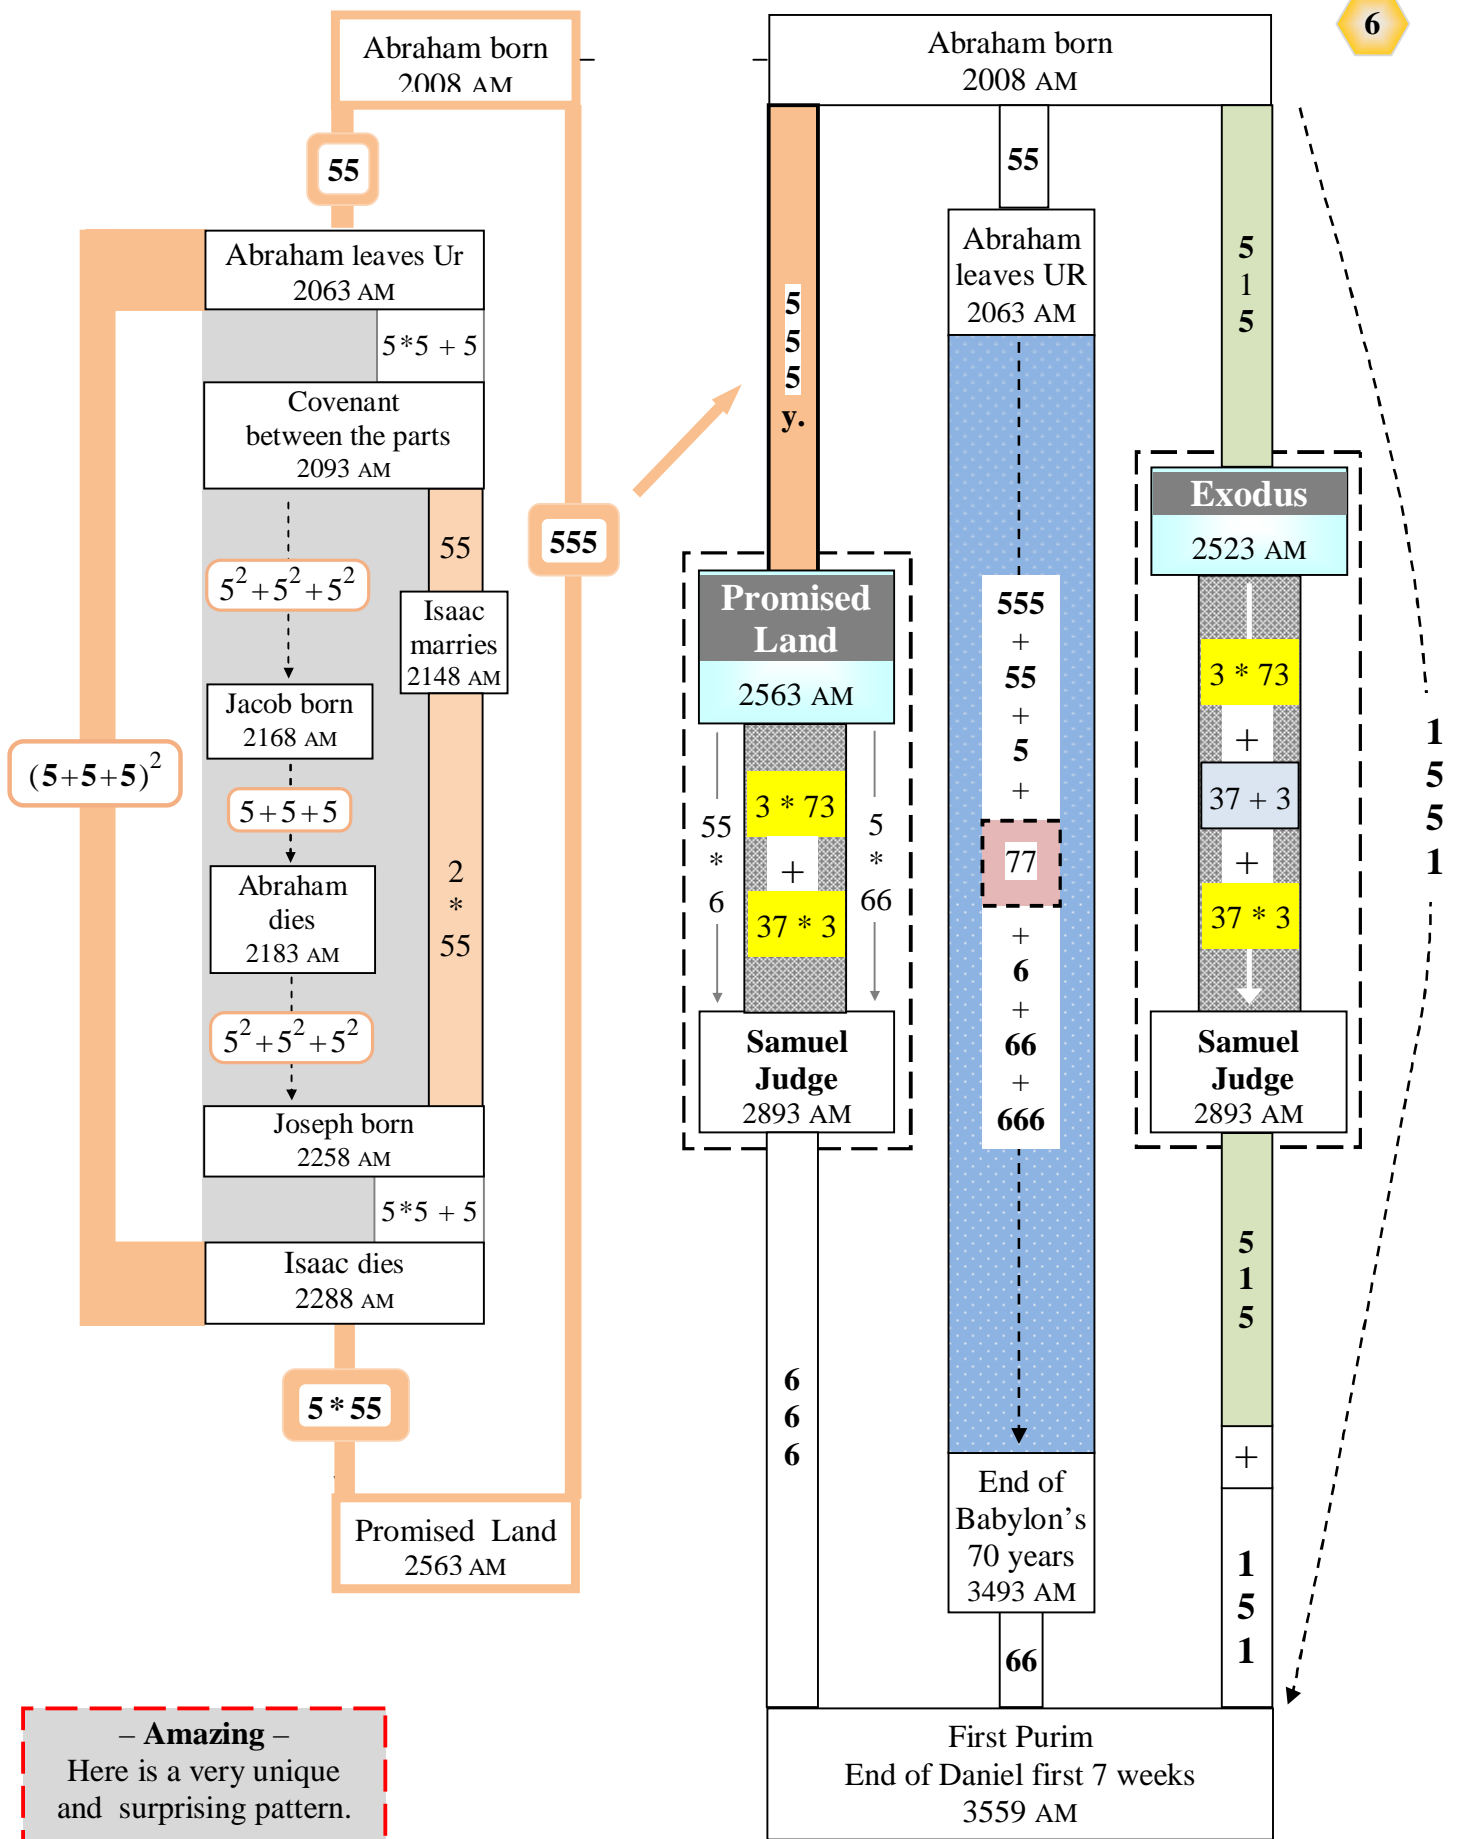 6
Abraham born
2008 AM
55
Abraham leaves Ur
2063 AM
5*5 + 5
Covenant
between the parts
2093 AM
55
5²+5²+5²
Isaac
marries
2148 AM
Jacob born
2168 AM
(5+5+5)²
5+5+5
Abraham
dies
2183 AM
2
*
55
5²+5²+5²
Joseph born
2258 AM
5*5 + 5
Isaac dies
2288 AM
5*55
555
Promised Land
2563 AM
– Amazing –
Here is a very unique
and surprising pattern.
Abraham born
2008 AM
5
5
5
y.
Promised
Land
2563 AM
55
*
6
3 * 73
+
37 * 3
5
*
66
Samuel
Judge
2893 AM
6
6
6
55
Abraham
leaves UR
2063 AM
555
+
55
+
5
+
77
+
6
+
66
+
666
End of
Babylon’s
70 years
3493 AM
66
5
1
5
Exodus
2523 AM
3 * 73
+
37 + 3
+
37 * 3
Samuel
Judge
2893 AM
5
1
5
+
1
5
1
1
5
5
1
First Purim
End of Daniel first 7 weeks
3559 AM